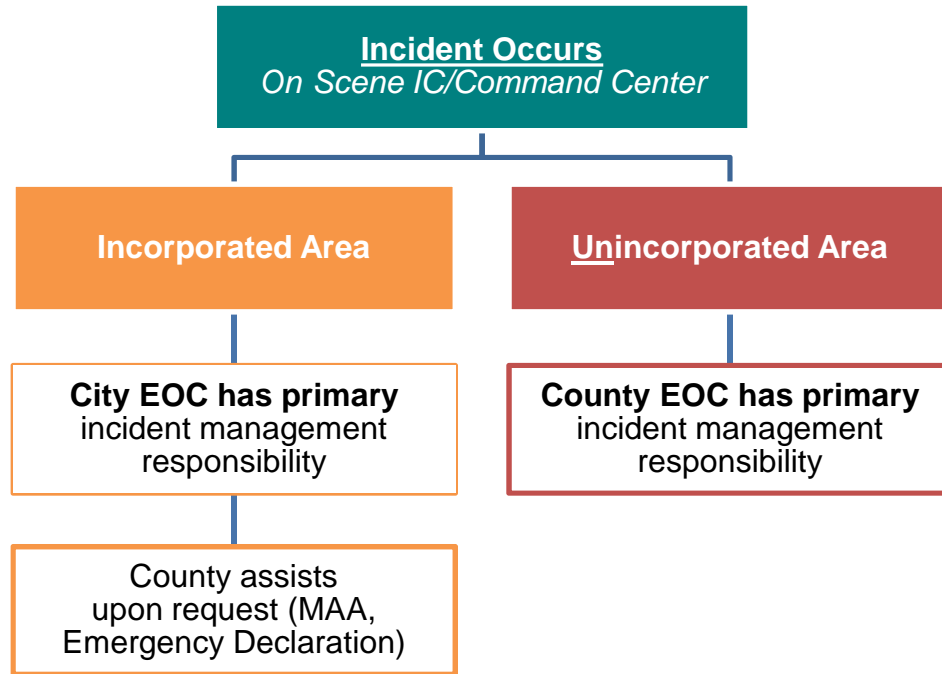 Incident Occurs
On Scene IC/Command Center
Incorporated Area
Unincorporated Area
City EOC has primary
incident management
responsibility
County EOC has primary
incident management
responsibility
County assists
upon request (MAA,
Emergency Declaration)